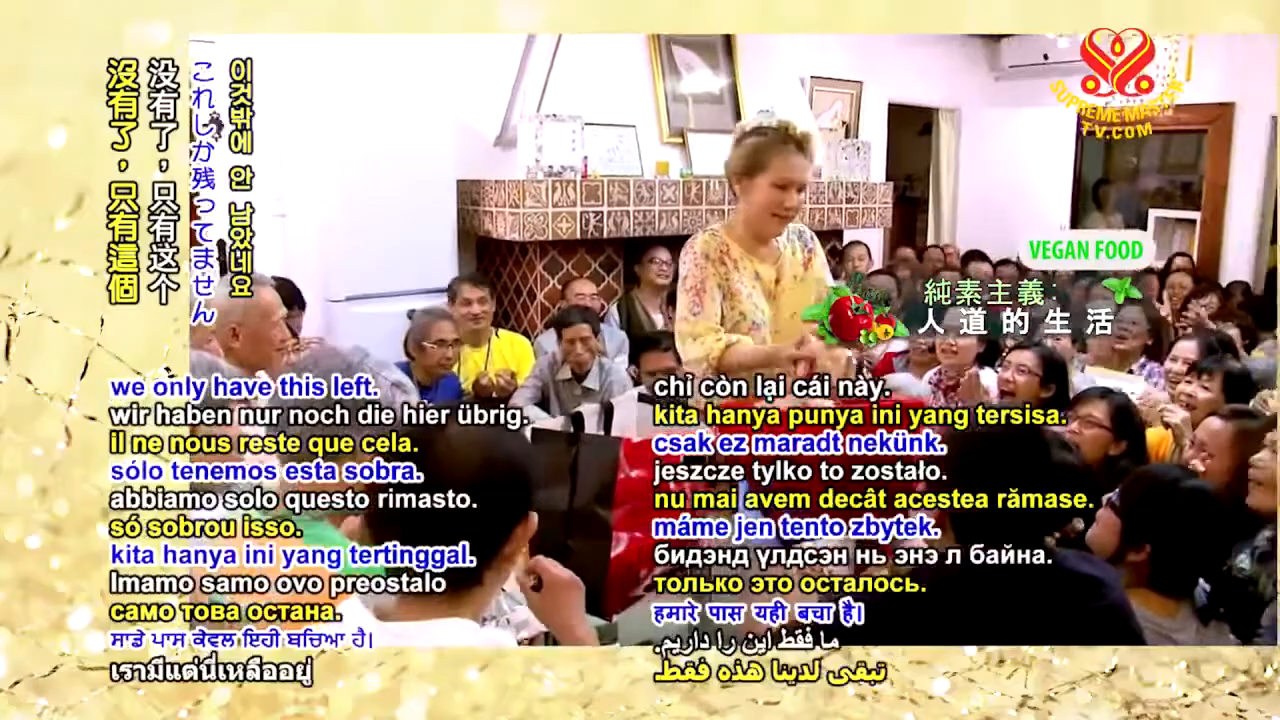 沒有了，只有這個
没有了，只有这个
これしか残ってません
이것밖에 안 남았네요
SUPREME MASTER
TV.COM
VEGAN FOOD
純素主義：
人道的生活
we only have this left.
wir haben nur noch die hier übrig.
il ne nous reste que cela.
sólo tenemos esta sobra.
abbiamo solo questo rimasto.
só sobrou isso.
kita hanya ini yang tertinggal.
Imamo samo ovo preostalo
само това остана.
ਸਾਡੇ ਪਾਸ ਕੇਵਲ ਇਹੀ ਬਚਿਆ ਹੈ।
เรามีแต่นี่เหลืออยู่
chỉ còn lại cái này.
kita hanya punya ini yang tersisa.
csak ez maradt nekünk.
jeszcze tylko to zostało.
nu mai avem decât acestea rămase.
máme jen tento zbytek.
бидэнд үлдсэн нь энэ л байна.
только это осталось.
हमारे पास यही बचा है।
ما فقط این را داریم.
تبقى لدينا هذه فقط.